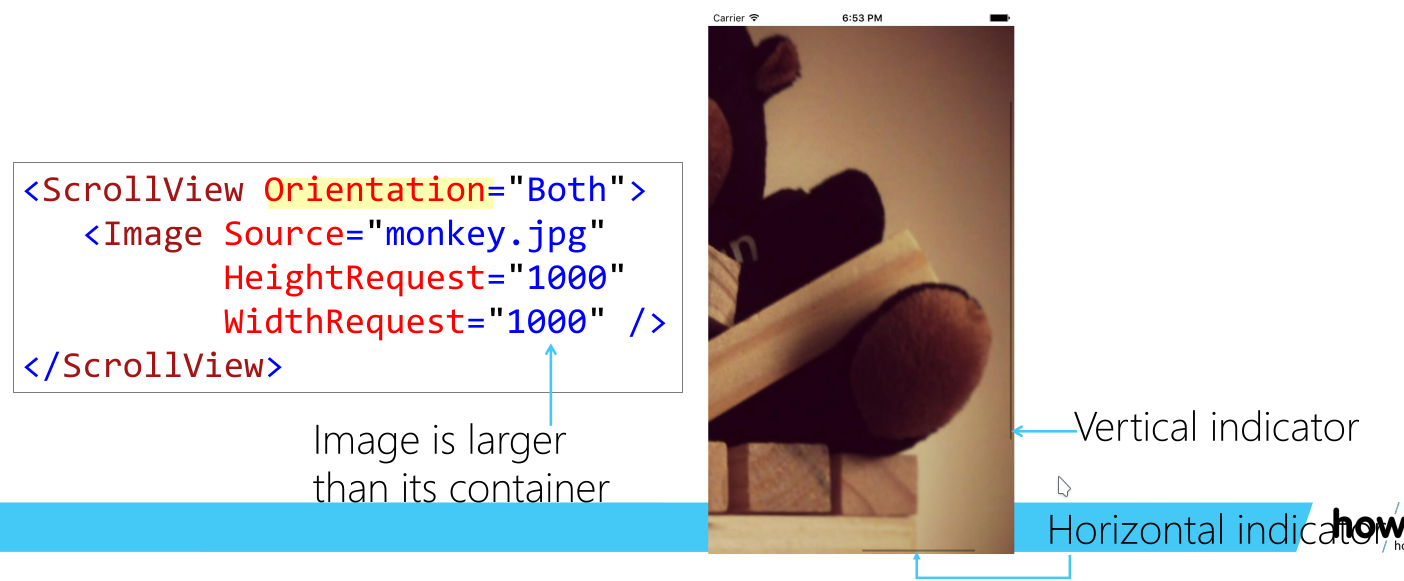 Carrier 6:53 PM
<ScrollView Orientation="Both">
<Image Source="monkey.jpg"
HeightRequest="1000"
WidthRequest="1000" />
</ScrollView>
Image is larger
than its container
Vertical indicator
Horizontal indicator
how